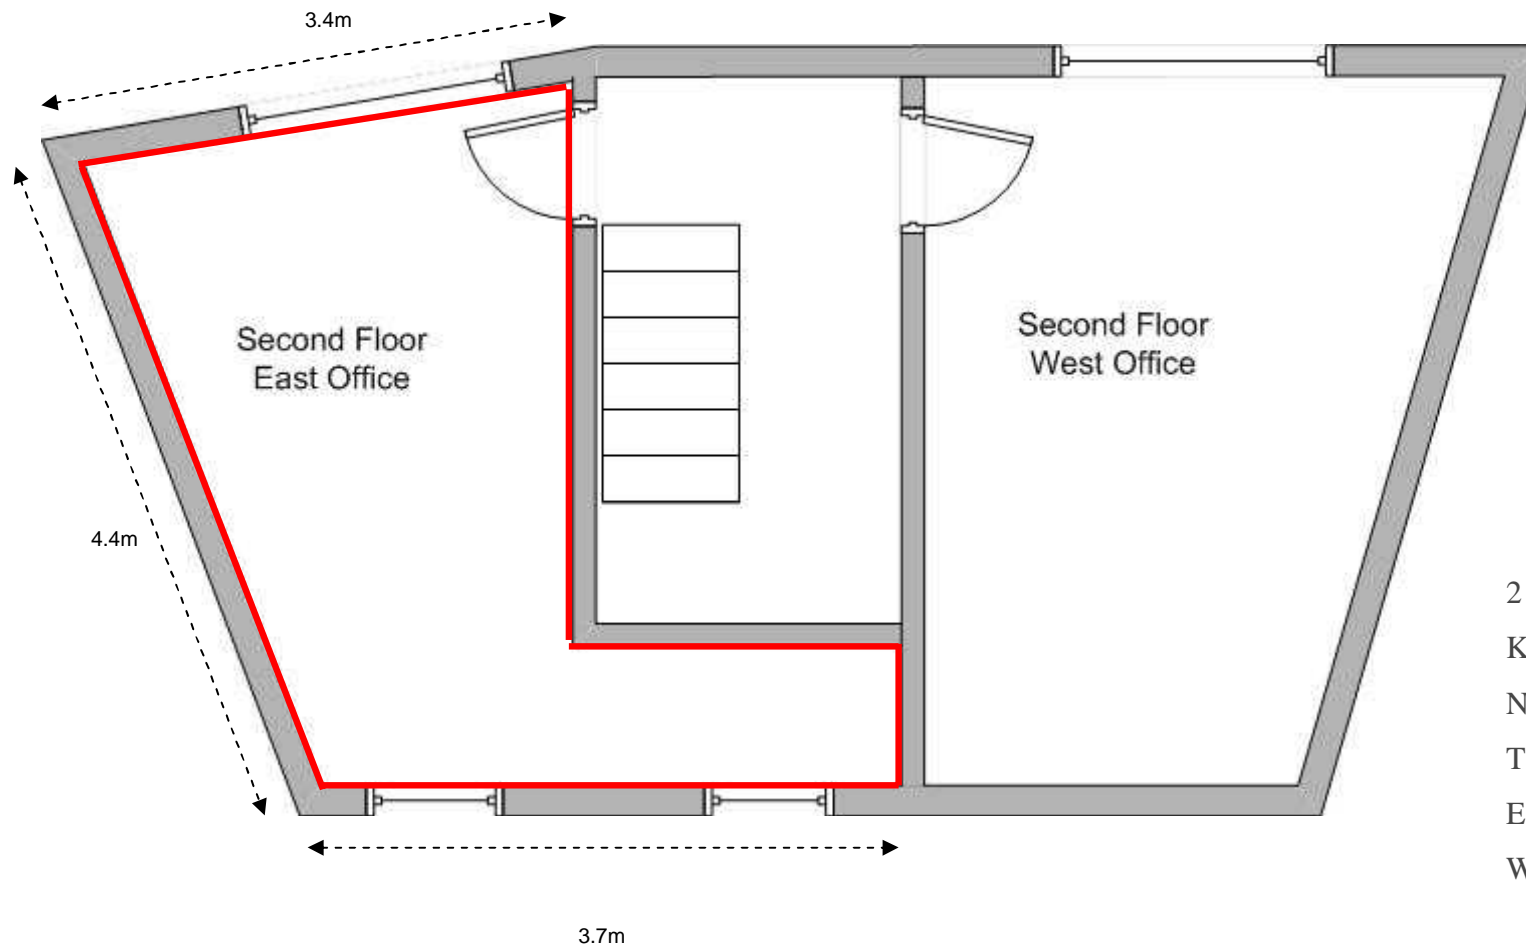 3.4m
Second Floor
East Office
Second Floor
West Office
4.4m
2
K
N
T
E
W
3.7m